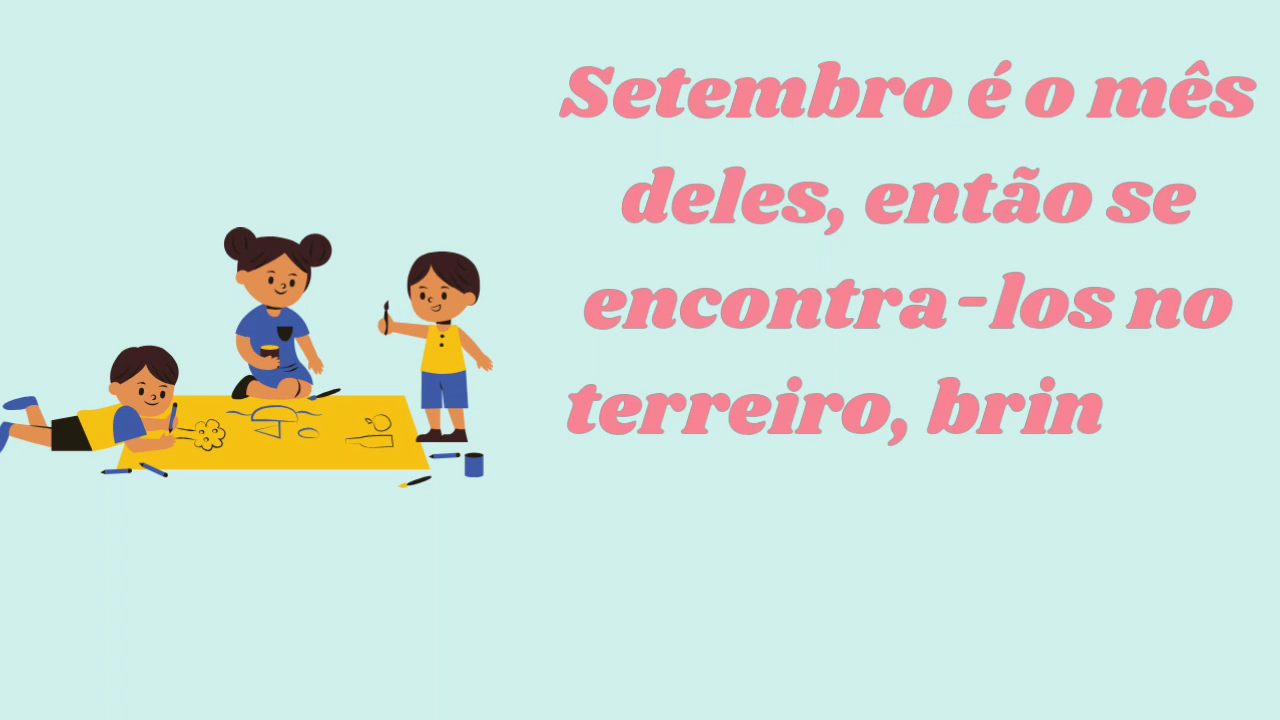 Setembro é o mês
deles, então se
encontra-los no
terreiro, brin